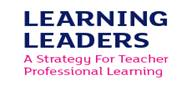 LEARNING
LEADERS
A Strategy For Teacher
Professional Learning